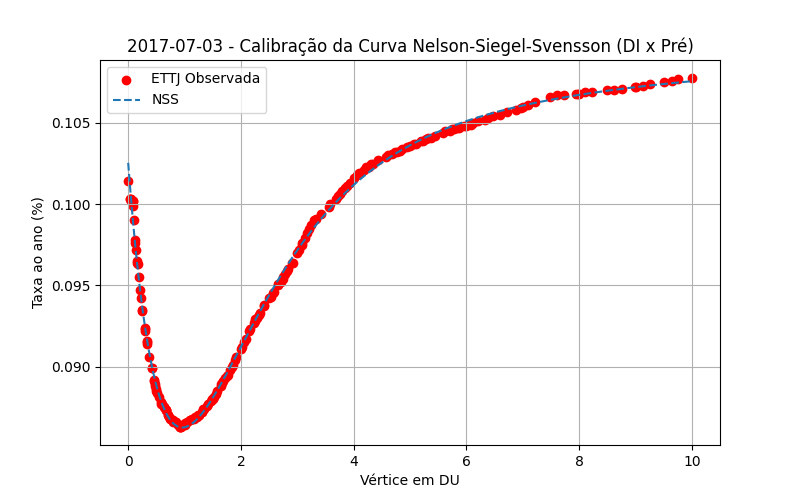 2017-07-03 - Calibração da Curva Nelson-Siegel-Svensson (DI x Pré)
ETTJ Observada
NSS
Taxa ao ano (%)
0.105
0.100
0.095
0.090
0 2 4 6 8 10
Vértice em DU